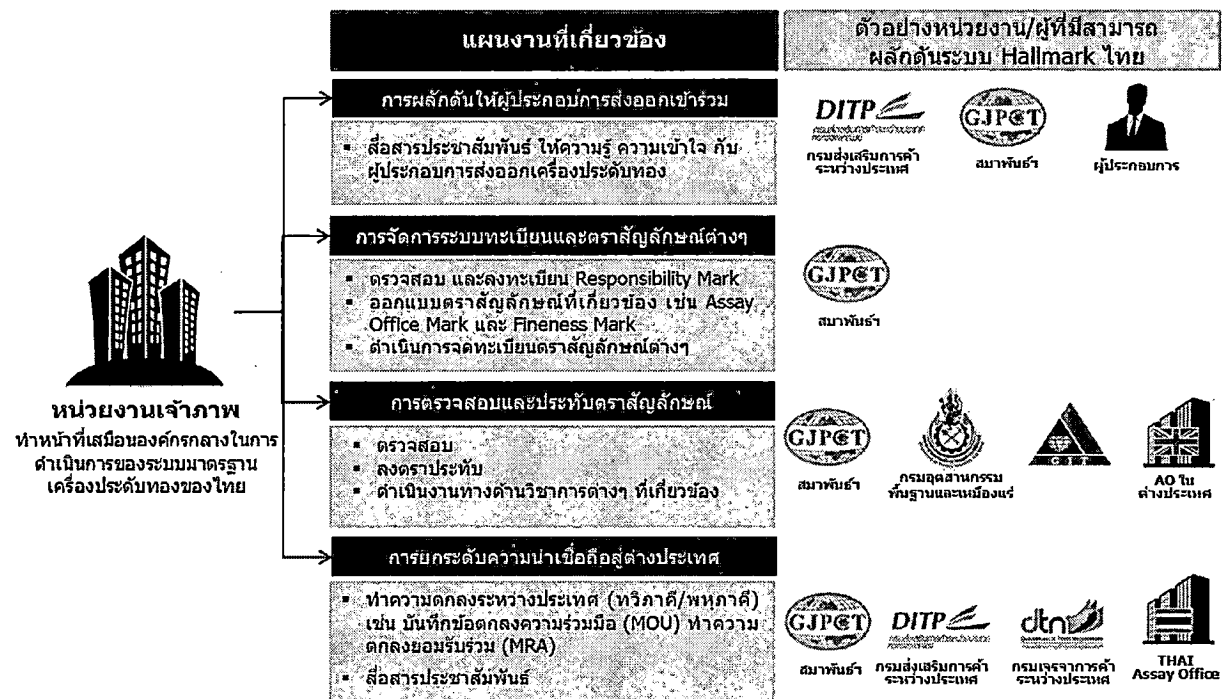 แผนงานที่เกี่ยวข้อง
ตัวอย่างหน่วยงาน/ผู้ที่มีสามารถ
ผลักดันระบบ Hallmark ไทย
การผลักดันให้ผู้ประกอบการส่งออกเข้าร่วม
▪ สื่อสารประชาสัมพันธ์ ให้ความรู้ ความเข้าใจ กับ
ผู้ประกอบการส่งออกเครื่องประดับทอง
DITP
กรมส่งเสริมการค้า
ระหว่างประเทศ
GJPCT
สมาพันธ์ฯ
ผู้ประกอบการ
การจัดการระบบทะเบียนและตราสัญลักษณ์ต่างๆ
▪ ตรวจสอบ และลงทะเบียน Responsibility Mark
▪ ออกแบบตราสัญลักษณ์ที่เกี่ยวข้อง เช่น Assay
Office Mark และ Fineness Mark
▪ ดำเนินการจดทะเบียนตราสัญลักษณ์ต่างๆ
GJPCT
สมาพันธ์ฯ
หน่วยงานเจ้าภาพ
ทำหน้าที่เสมือนองค์กรกลางในการ
ดำเนินการของระบบมาตรฐาน
เครื่องประดับทองของไทย
การตรวจสอบและประทับตราสัญลักษณ์
▪ ตรวจสอบ
▪ ลงตราประทับ
▪ ดำเนินงานทางด้านวิชาการต่างๆ ที่เกี่ยวข้อง
GJPCT
สมาพันธ์ฯ
กรมอุตสาหกรรม
พื้นฐานและเหมืองแร่
GIT
AO ใน
ต่างประเทศ
การยกระดับความน่าเชื่อถือสู่ต่างประเทศ
▪ ทำความตกลงระหว่างประเทศ (ทวิภาคี/พหุภาคี)
เช่น บันทึกข้อตกลงความร่วมมือ (MOU) ทำความ
ตกลงยอมรับร่วม (MRA)
▪ สื่อสารประชาสัมพันธ์
GJPCT
สมาพันธ์ฯ
DITP
กรมส่งเสริมการค้า
ระหว่างประเทศ
dtn
กรมเจรจาการค้า
ระหว่างประเทศ
THAI
Assay Office